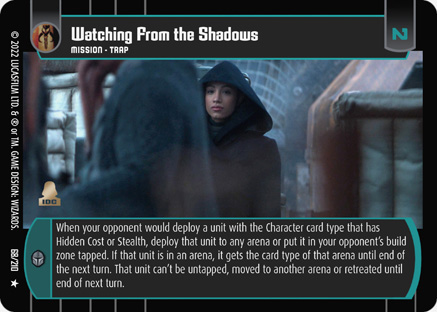 Watching From the Shadows
MISSION - TRAP
N
© 2022 LUCASFILM LTD. & ® or TM. GAME DESIGN: WIZARDS.
168/210
IDC
When your opponent would deploy a unit with the Character card type that has
Hidden Cost or Stealth, deploy that unit to any arena or put it in your opponent's build
zone tapped. If that unit is in an arena, it gets the card type of that arena until end of
the next turn. That unit can't be untapped, moved to another arena or retreated until
end of next turn.